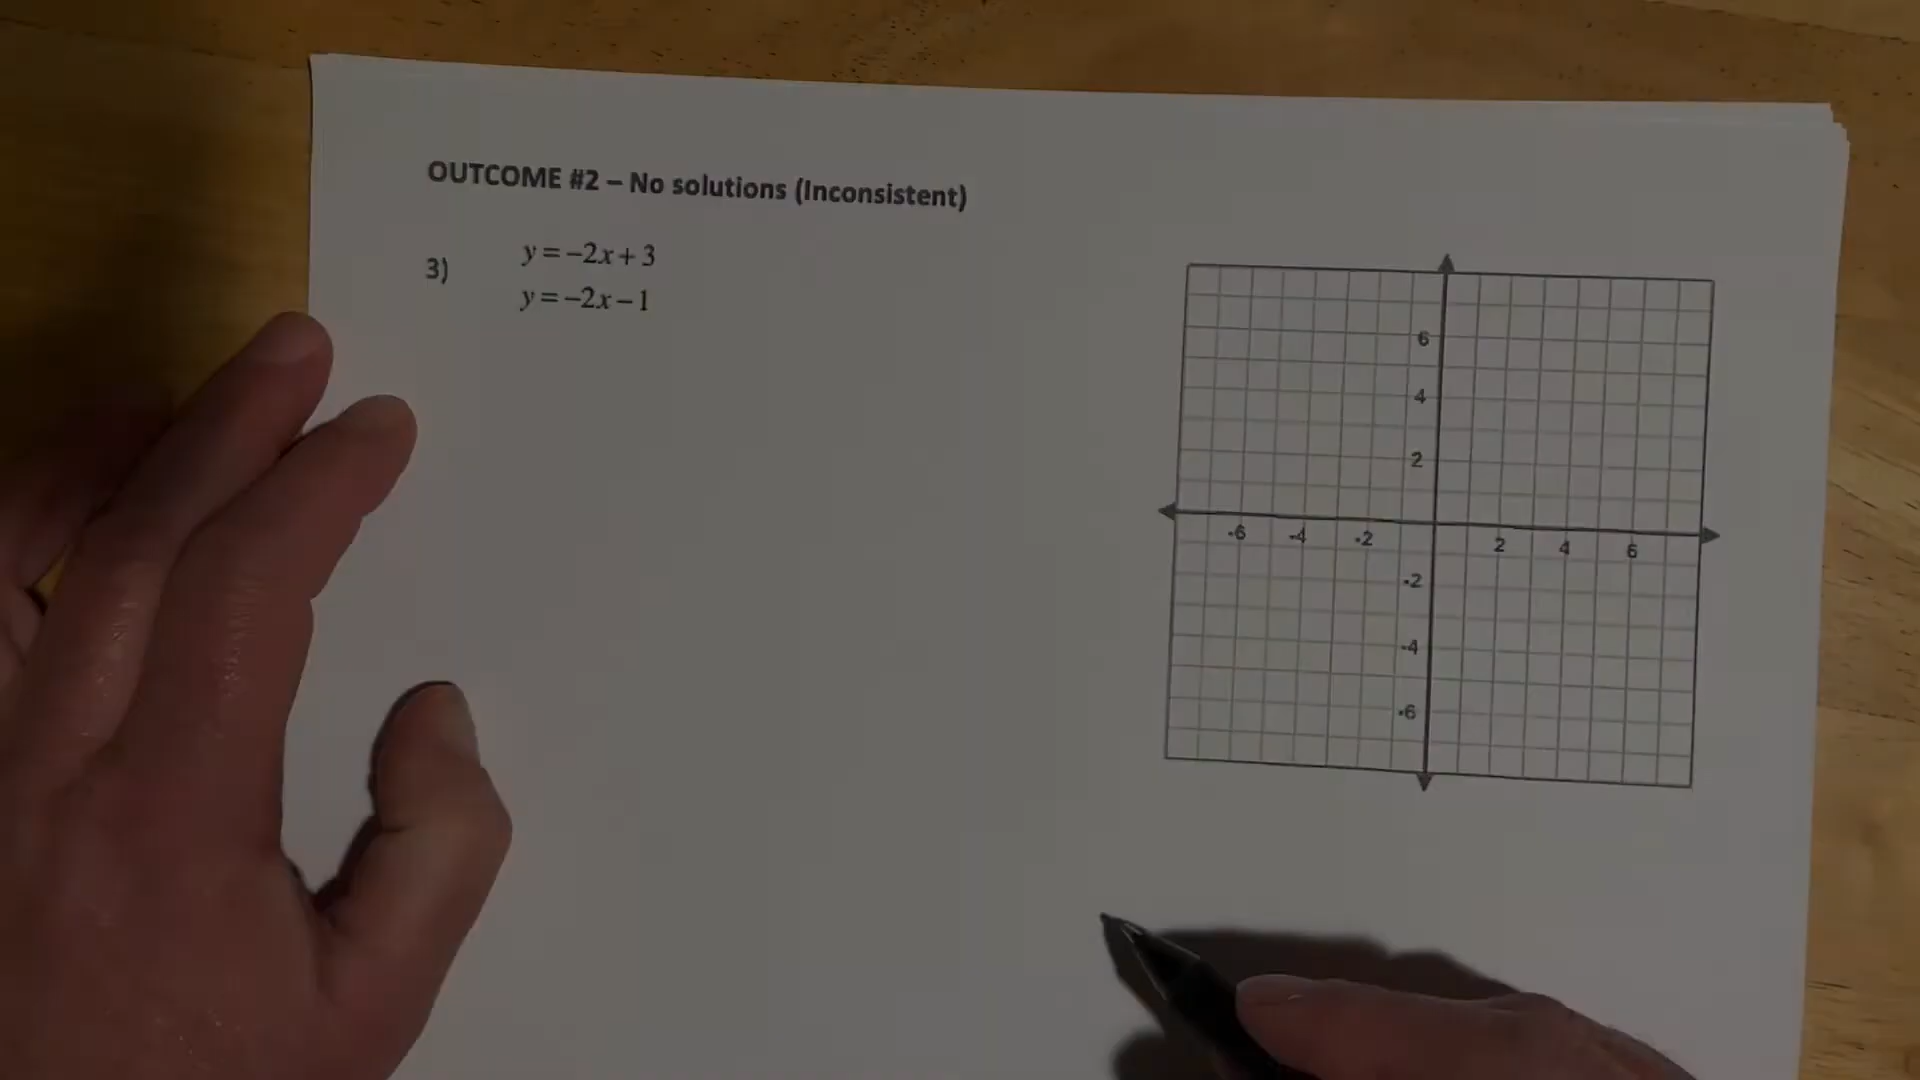 OUTCOME #2 – No solutions (Inconsistent)
3)
y = –2x + 3
y = –2x – 1
6
4
2
-6 -4 -2 2 4 6
-2
-4
-6